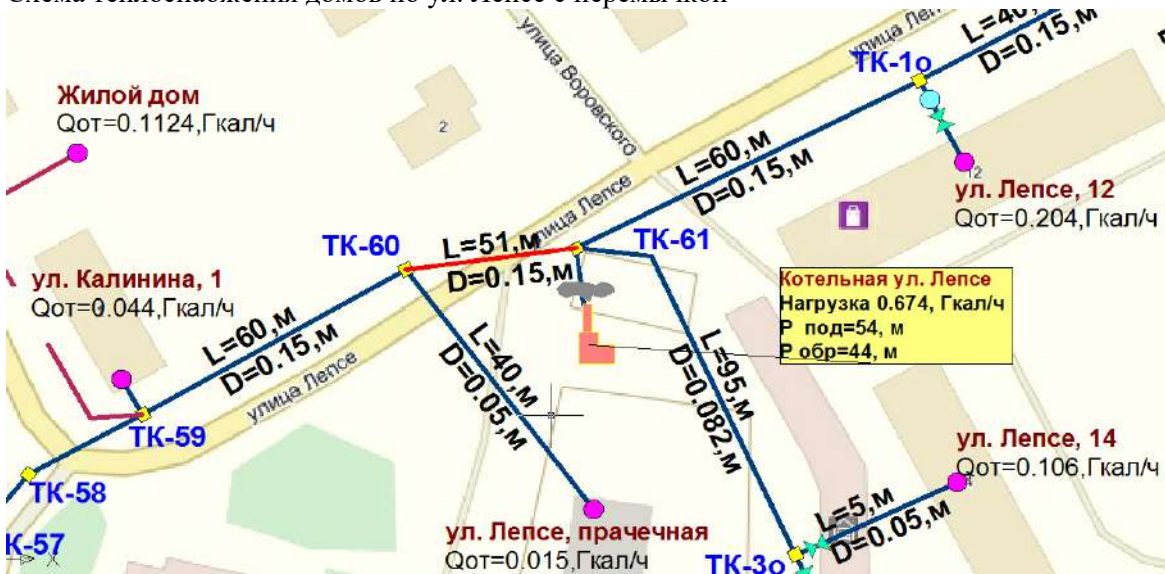 Схема теплоснабжения домов по ул. Лепсе с перемычкой
улица Лепсе
L=40,м
D=0.15,м
ТК-1о
улица Воровского
Жилой дом
Qот=0.1124,Гкал/ч
2
L=60,м
D=0.15,м
12
ул. Лепсе, 12
Qот=0.204,Гкал/ч
улица Лепсе
ТК-60
L=51,м
D=0.15,м
ТК-61
ул. Калинина, 1
Qот=0.044,Гкал/ч
Котельная ул. Лепсе
Нагрузка 0.674, Гкал/ч
Р под=54, м
Р обр=44, м
L=60,м
D=0.15,м
улица Лепсе
L=40,м
D=0.05,м
L=95,м
D=0.082,м
ТК-59
ТК-58
ул. Лепсе, 14
Qот=0.106,Гкал/ч
L=5,м
D=0.05,м
ул. Лепсе, прачечная
Qот=0.015,Гкал/ч
ТК-3о
К-57